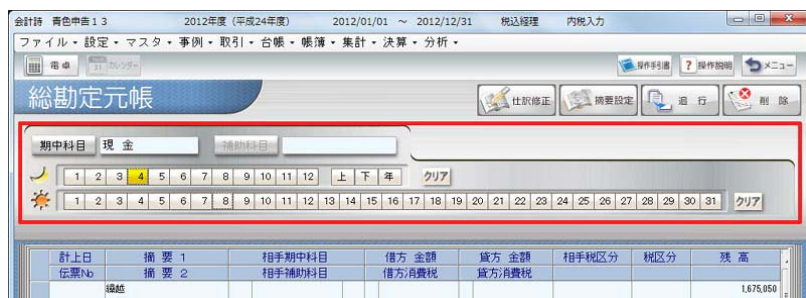 会計詩 青色申告13 2012年度（平成24年度） 2012/01/01 ～ 2012/12/31 税込経理 内税入力
ファイル・設定・マスタ・事例・取引・台帳・帳簿・集計・決算・分析・
電卓 カレンダー 操作手引書 ? 操作説明 メニュー
総勘定元帳 仕訳修正 摘要設定 追 行 削 除
期中科目 現金 補助科目
1 2 3 4 5 6 7 8 9 10 11 12 上 下 年 クリア
1 2 3 4 5 6 7 8 9 10 11 12 13 14 15 16 17 18 19 20 21 22 23 24 25 26 27 28 29 30 31 クリア
計上日 摘 要 1 相手期中科目 借方 金額 貸方 金額 相手税区分 税区分 残 高
伝票No 摘 要 2 相手補助科目 借方消費税 貸方消費税
繰越 1,675,050